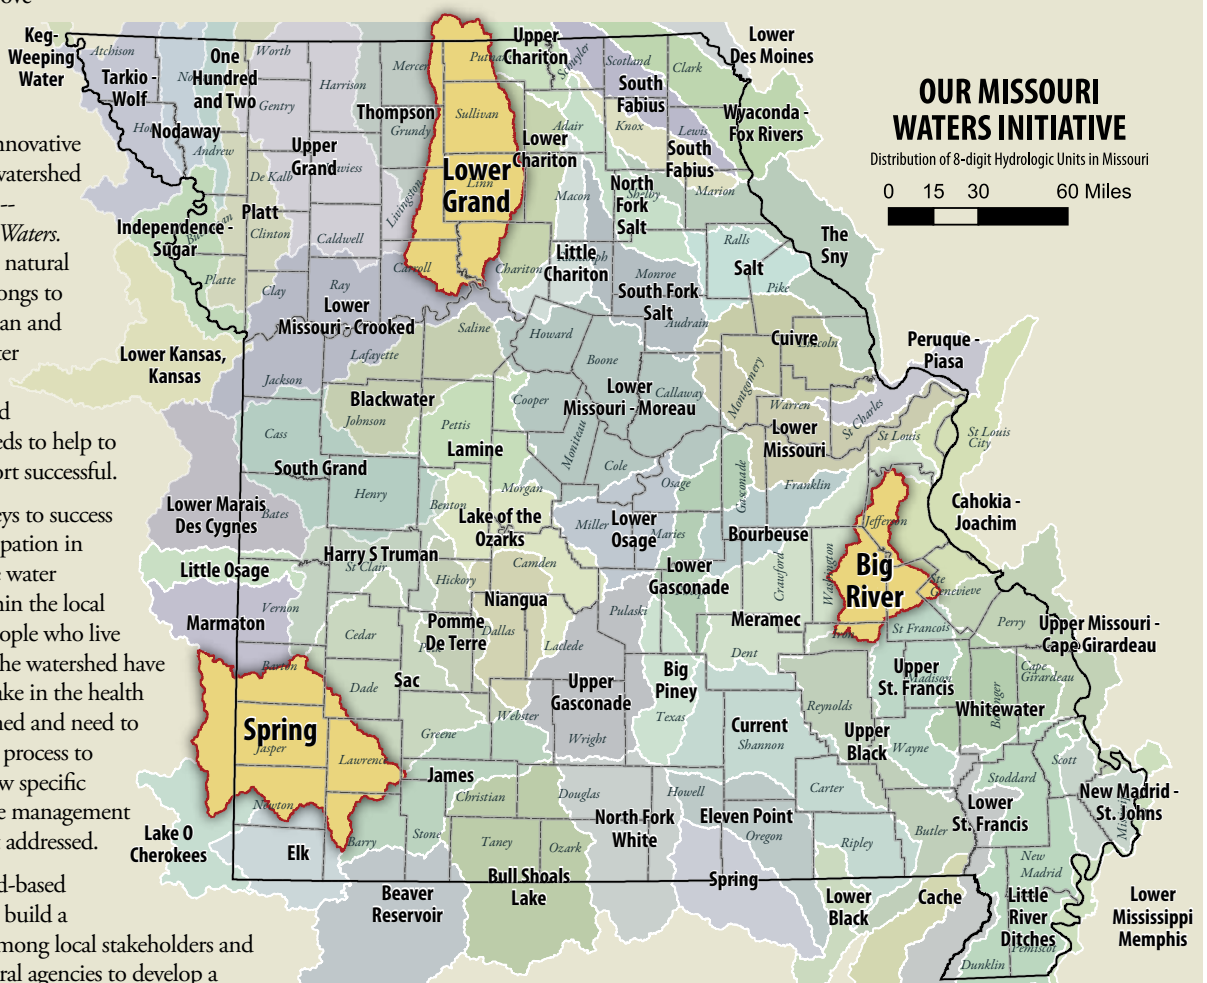 ove
nnovative
watershed
--
Waters.
natural
ongs to
an and
ter
d
eds to help to
ort successful.
eys to success
ipation in
e water
hin the local
eople who live
he watershed have
ake in the health
hed and need to
process to
w specific
e management
t addressed.
d-based
build a
mong local stakeholders and
ral agencies to develop a
OUR MISSOURI
WATERS INITIATIVE
Distribution of 8-digit Hydrologic Units in Missouri
0 15 30 60 Miles
Keg-
Weeping
Water
Tarkio -
Wolf
One
Hundred
and Two
Nodaway
Upper
Grand
Thompson
Lower
Grand
Upper
Chariton
Lower
Chariton
South
Fabius
South
Fabius
Lower
Des Moines
Wyaconda -
Fox Rivers
North
Fork
Salt
Platt
Independence -
Sugar
Little
Chariton
South Fork
Salt
Salt
The
Sny
Lower
Missouri - Crooked
Lower Kansas,
Kansas
Cuivre
Peruque -
Piasa
Blackwater
Lower
Missouri - Moreau
Lower
Missouri
Lamine
South Grand
Lower Marais
Des Cygnes
Lake of the
Ozarks
Lower
Osage
Bourbeuse
Cahokia -
Joachim
Harry S Truman
Little Osage
Lower
Gasconade
Big
River
Niangua
Marmaton
Pomme
De Terre
Meramec
Upper Missouri -
Cape Girardeau
Sac
Upper
Gasconade
Big
Piney
Upper
St. Francis
Whitewater
Spring
Current
Upper
Black
James
New Madrid -
St. Johns
Lower
St. Francis
North Fork
White
Eleven Point
Lake O
Cherokees
Elk
Bull Shoals
Lake
Beaver
Reservoir
Spring
Lower
Black
Cache
Little
River
Ditches
Lower
Mississippi
Memphis
Atchison
Worth
Harrison
Mercer
Putnam
Schuyler
Scotland
Clark
Gentry
Sullivan
Grundy
Adair
Knox
Lewis
Andrew
De Kalb
Livingston
Linn
Macon
Shelby
Marion
Clinton
Caldwell
Carroll
Chariton
Monroe
Ralls
Pike
Platte
Clay
Ray
Saline
Howard
Audrain
Lincoln
Lafayette
Boone
Jackson
Johnson
Pettis
Cooper
Callaway
Montgomery
Warren
St Charles
St Louis
St Louis
City
Cass
Moniteau
Cole
Osage
Gasconade
Franklin
Henry
Morgan
Bates
Benton
Miller
Maries
Jefferson
St Clair
Camden
Crawford
Washington
Ste
Genevieve
Hickory
Vernon
Pulaski
Cedar
Dallas
Laclede
Iron
St Francois
Perry
Barton
Dent
Dade
Madison
Cape
Girardeau
Webster
Texas
Reynolds
Bollinger
Jasper
Greene
Wright
Shannon
Wayne
Lawrence
Scott
Stoddard
Newton
Christian
Douglas
Howell
Carter
Oregon
Ripley
Butler
Barry
Stone
Taney
Ozark
New
Madrid
Pemiscot
Dunklin